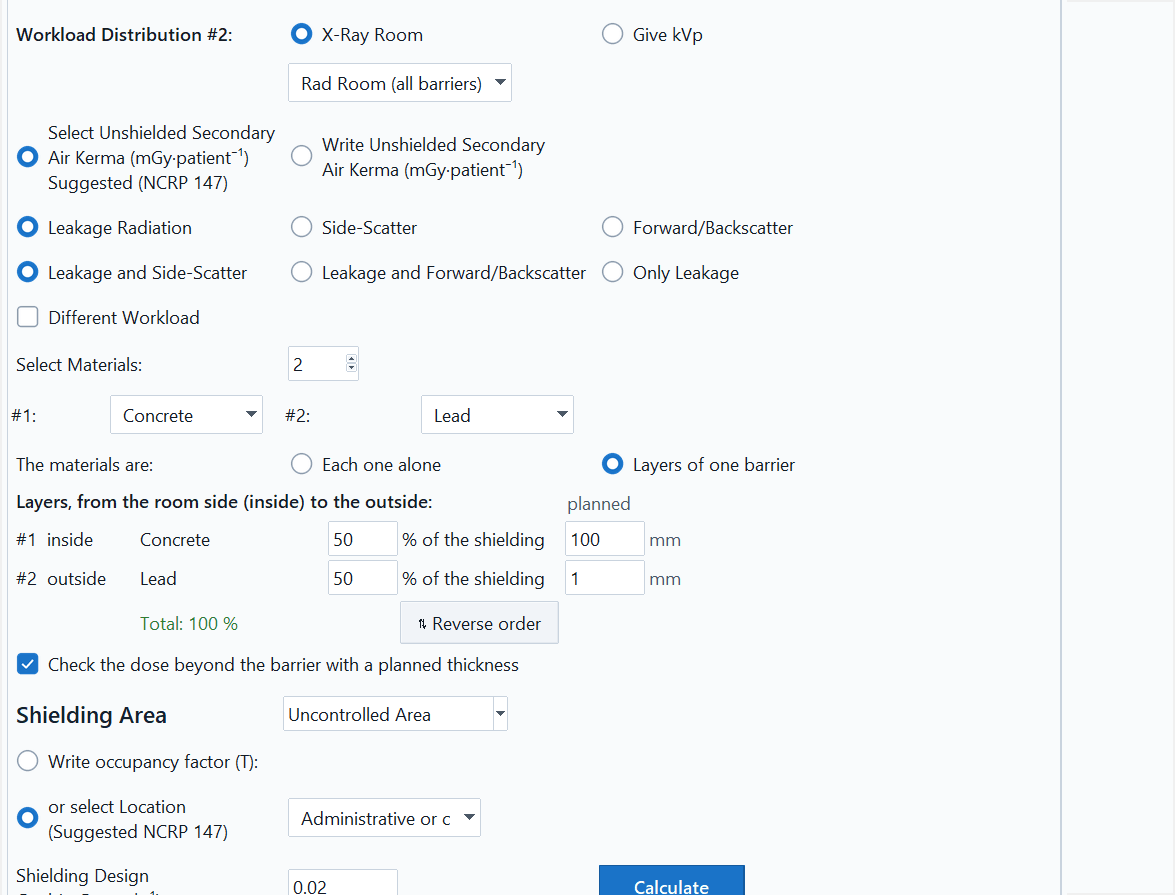 Workload Distribution #2: X-Ray Room Give kVp
Rad Room (all barriers)
Select Unshielded Secondary
Air Kerma (mGy·patient⁻¹)
Suggested (NCRP 147)
Write Unshielded Secondary
Air Kerma (mGy·patient⁻¹)
Leakage Radiation Side-Scatter Forward/Backscatter
Leakage and Side-Scatter Leakage and Forward/Backscatter Only Leakage
Different Workload
Select Materials: 2
#1: Concrete #2: Lead
The materials are: Each one alone Layers of one barrier
Layers, from the room side (inside) to the outside: planned
#1 inside Concrete 50 % of the shielding 100 mm
#2 outside Lead 50 % of the shielding 1 mm
Total: 100 % ⇅ Reverse order
Check the dose beyond the barrier with a planned thickness
Shielding Area Uncontrolled Area
Write occupancy factor (T):
or select Location
(Suggested NCRP 147)
Administrative or c
Shielding Design
0.02 Calculate